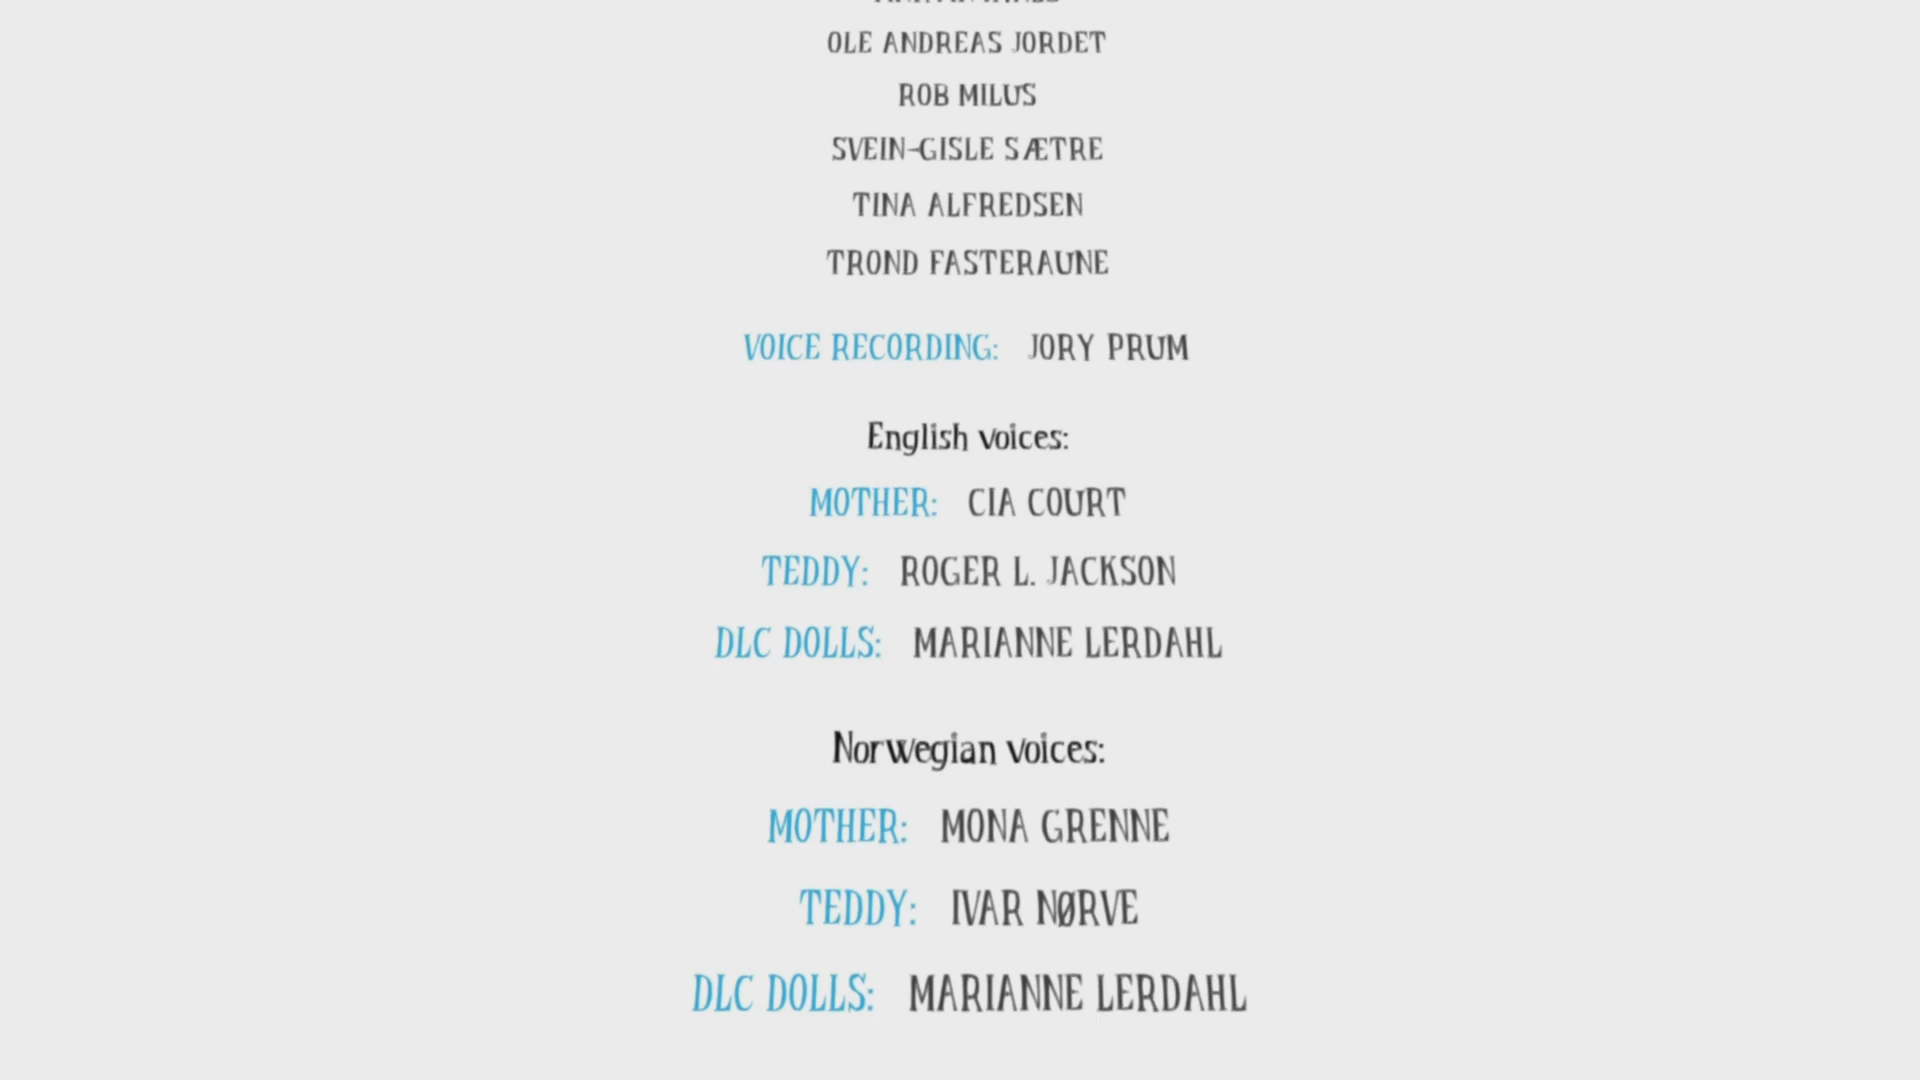 OLE ANDREAS JORDET
ROB MILUS
SVEIN-GISLE SÆTRE
TINA ALFREDSEN
TROND FASTERAUNE
VOICE RECORDING: JORY PRUM
English voices:
MOTHER: CIA COURT
TEDDY: ROGER L. JACKSON
DLC DOLLS: MARIANNE LERDAHL
Norwegian voices:
MOTHER: MONA GRENNE
TEDDY: IVAR NØRVE
DLC DOLLS: MARIANNE LERDAHL